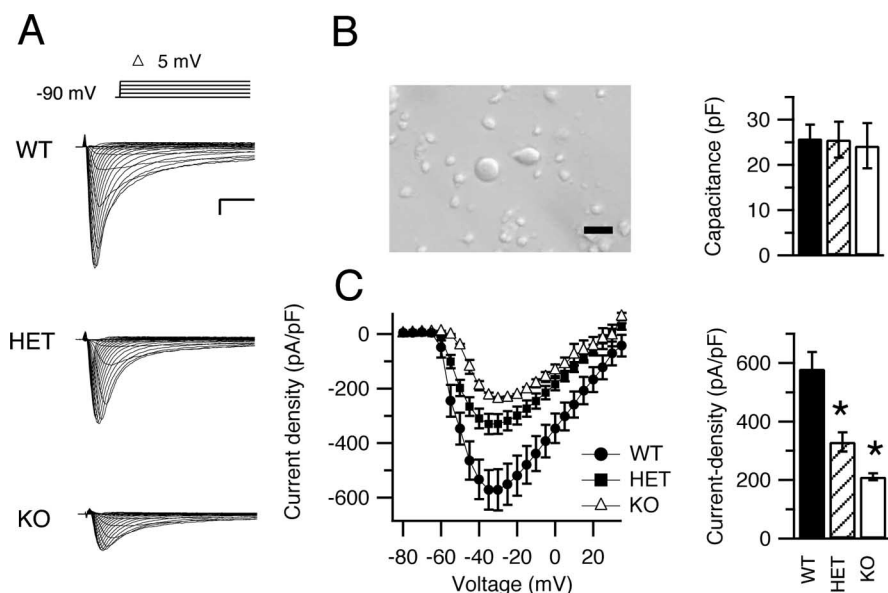 A
△ 5 mV
-90 mV
WT
HET
KO
B
Capacitance (pF)
30
20
10
0
C
Current density (pA/pF)
0
-200
-400
-600
-80
-60
-40
-20
0
20
Voltage (mV)
WT
HET
KO
Current-density (pA/pF)
600
400
200
0
*
*
WT
HET
KO